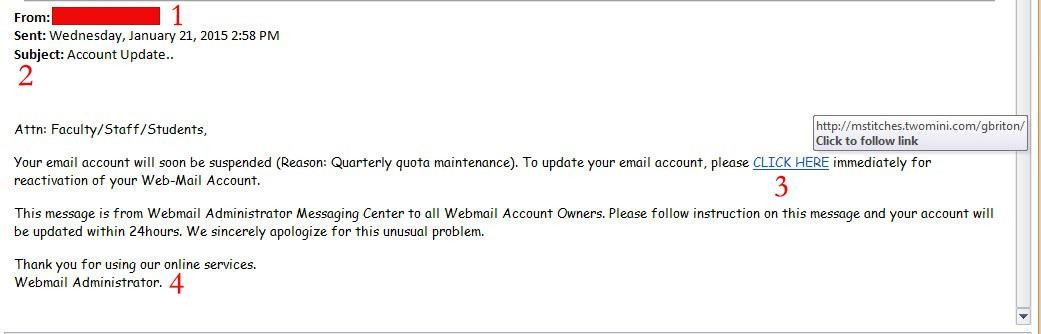 From: 1
Sent: Wednesday, January 21, 2015 2:58 PM
Subject: Account Update..
2
Attn: Faculty/Staff/Students,
http://mstitches.twomini.com/gbriton/
Click to follow link
Your email account will soon be suspended (Reason: Quarterly quota maintenance). To update your email account, please CLICK HERE immediately for
3
reactivation of your Web-Mail Account.
This message is from Webmail Administrator Messaging Center to all Webmail Account Owners. Please follow instruction on this message and your account will
be updated within 24hours. We sincerely apologize for this unusual problem.
Thank you for using our online services.
Webmail Administrator. 4